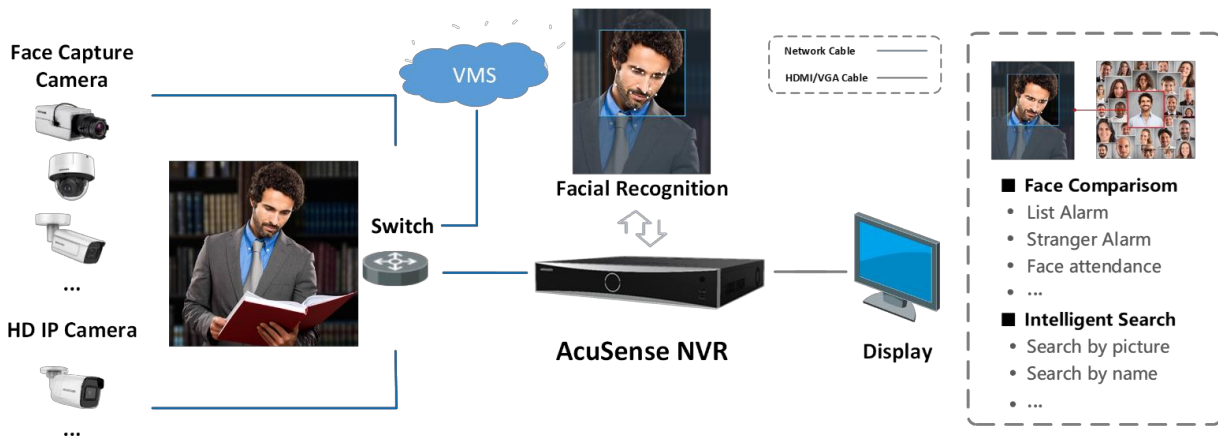 Face Capture
Camera
...
HD IP Camera
...
VMS
Switch
Facial Recognition
AcuSense NVR
Display
Network Cable
HDMI/VGA Cable
■ Face Comparisom
• List Alarm
• Stranger Alarm
• Face attendance
• ...
■ Intelligent Search
• Search by picture
• Search by name
• ...